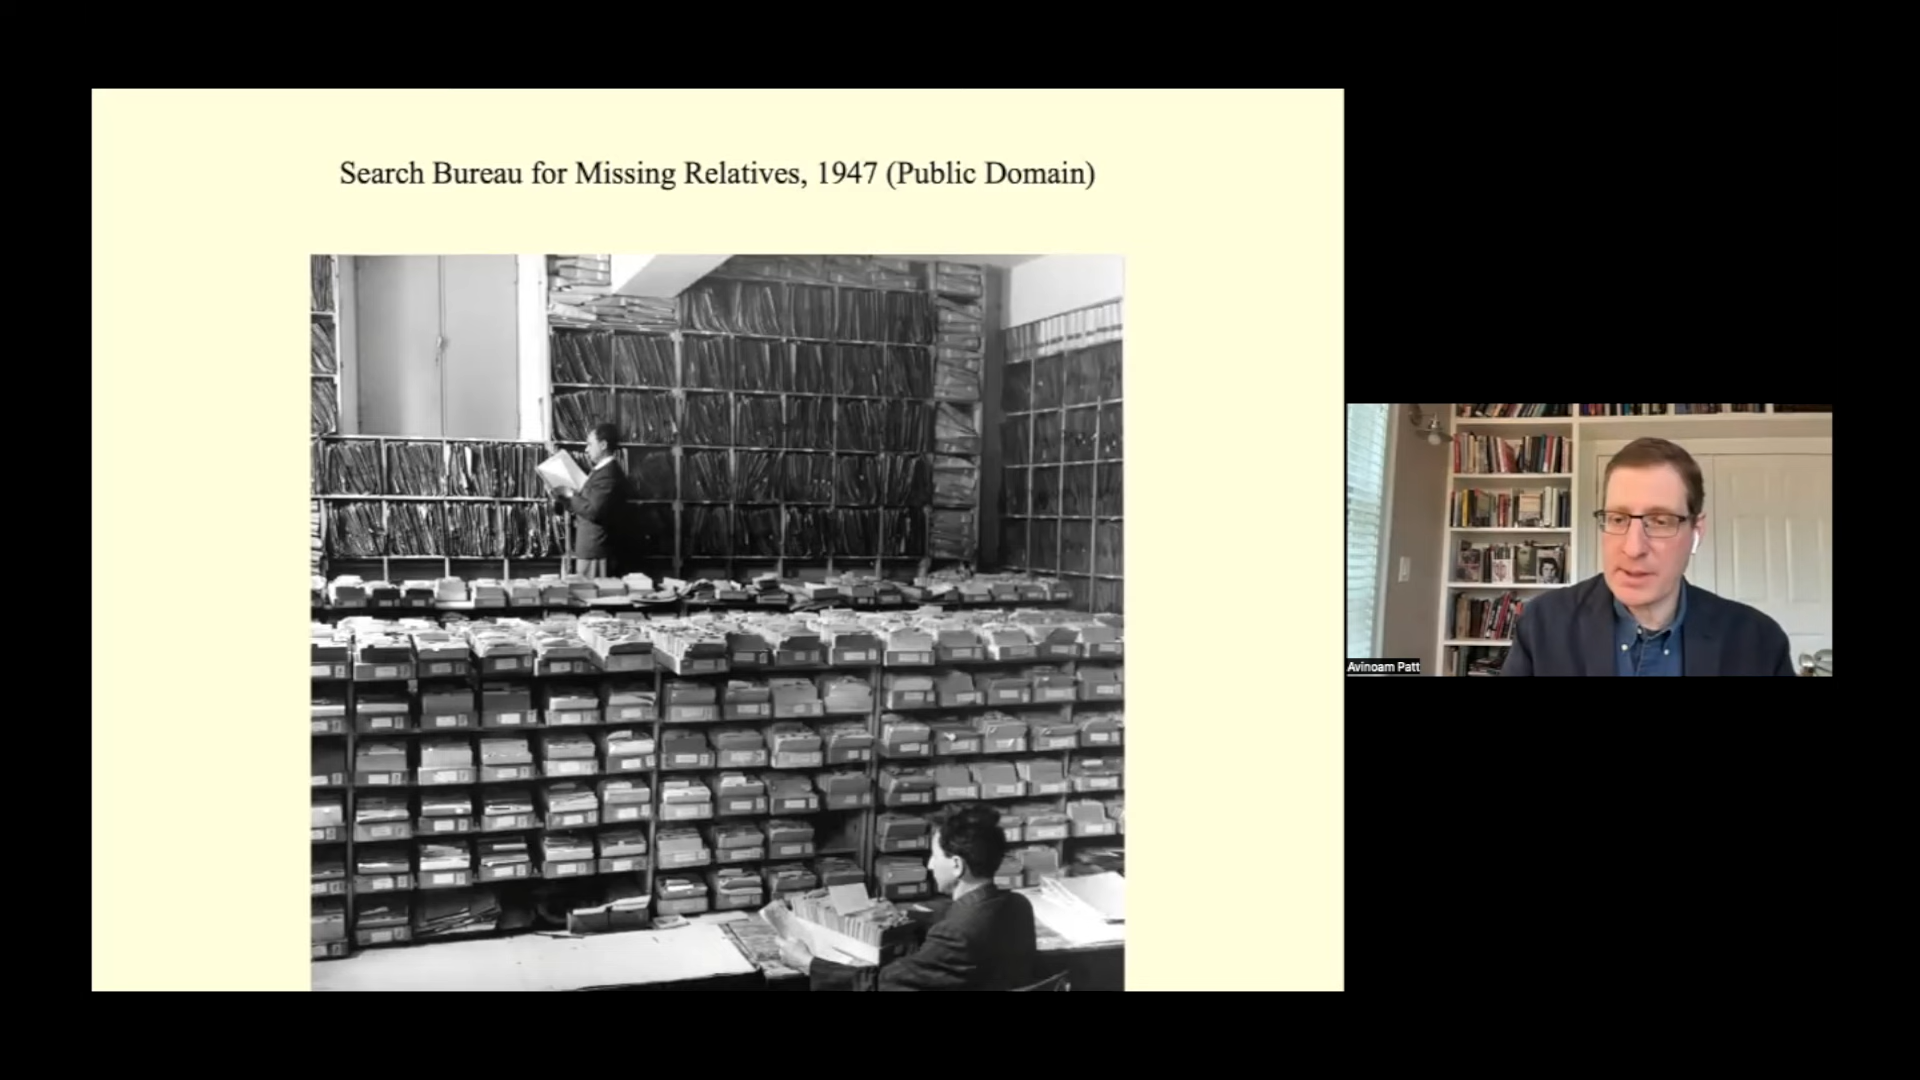 Search Bureau for Missing Relatives, 1947 (Public Domain)
Avinoam Patt